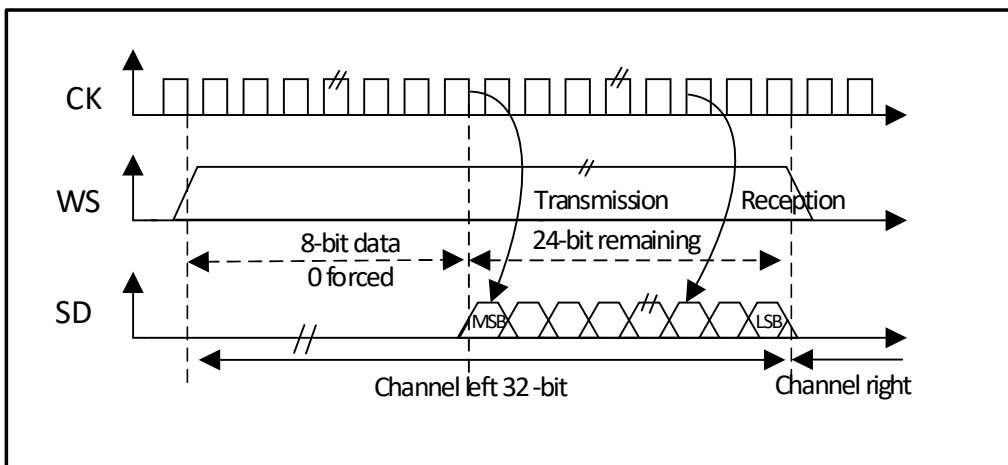 CK
WS
Transmission
Reception
8-bit data
24-bit remaining
0 forced
SD
MSB
LSB
Channel left 32 -bit
Channel right